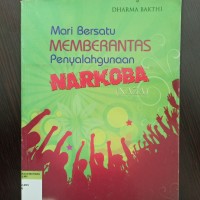 DHARMA BAKTHI
Mari Bersatu
MEMBERANTAS
Penyalahgunaan
NARKOBA